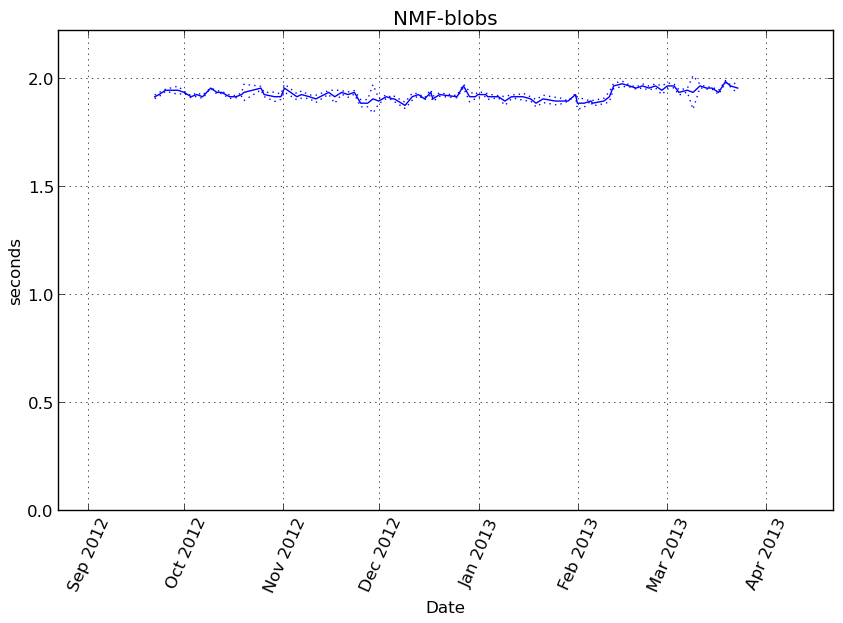 NMF-blobs
2.0
1.5
1.0
0.5
0.0
seconds
Sep 2012
Oct 2012
Nov 2012
Dec 2012
Jan 2013
Feb 2013
Mar 2013
Apr 2013
Date